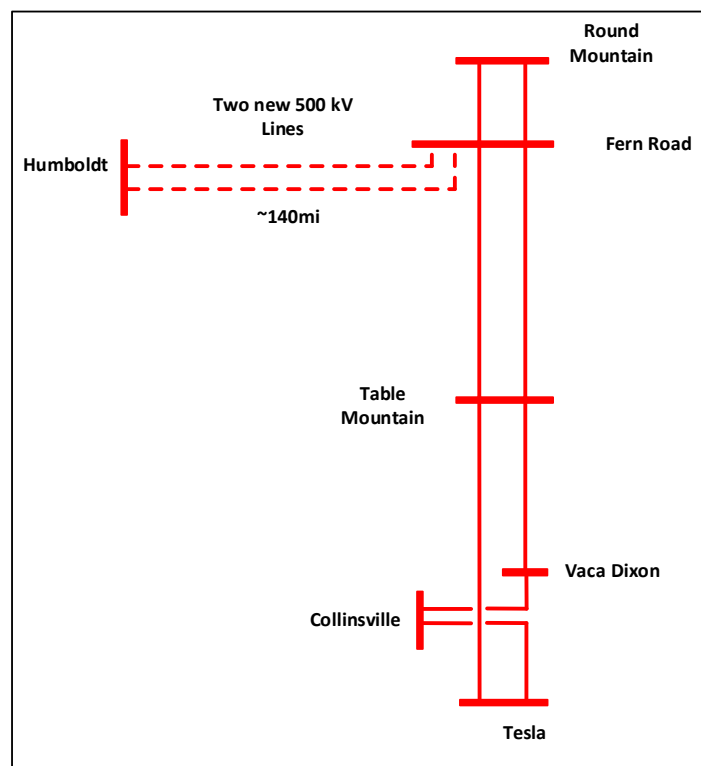 Round
Mountain
Two new 500 kV
Lines
Fern Road
Humboldt
~140mi
Table
Mountain
Vaca Dixon
Collinsville
Tesla